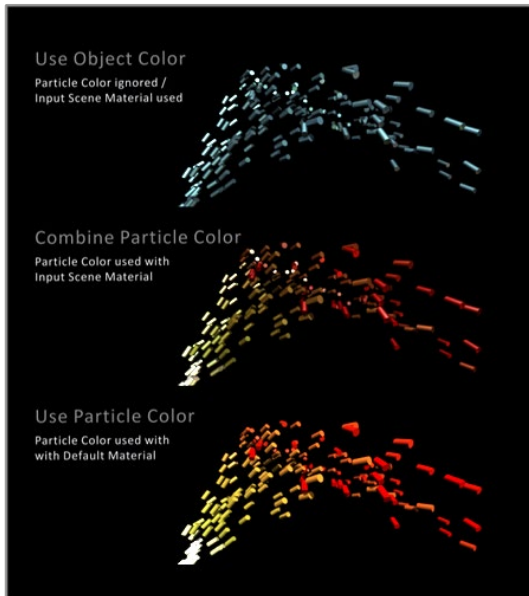 Use Object Color
Particle Color ignored /
Input Scene Material used
Combine Particle Color
Particle Color used with
Input Scene Material
Use Particle Color
Particle Color used with
with Default Material